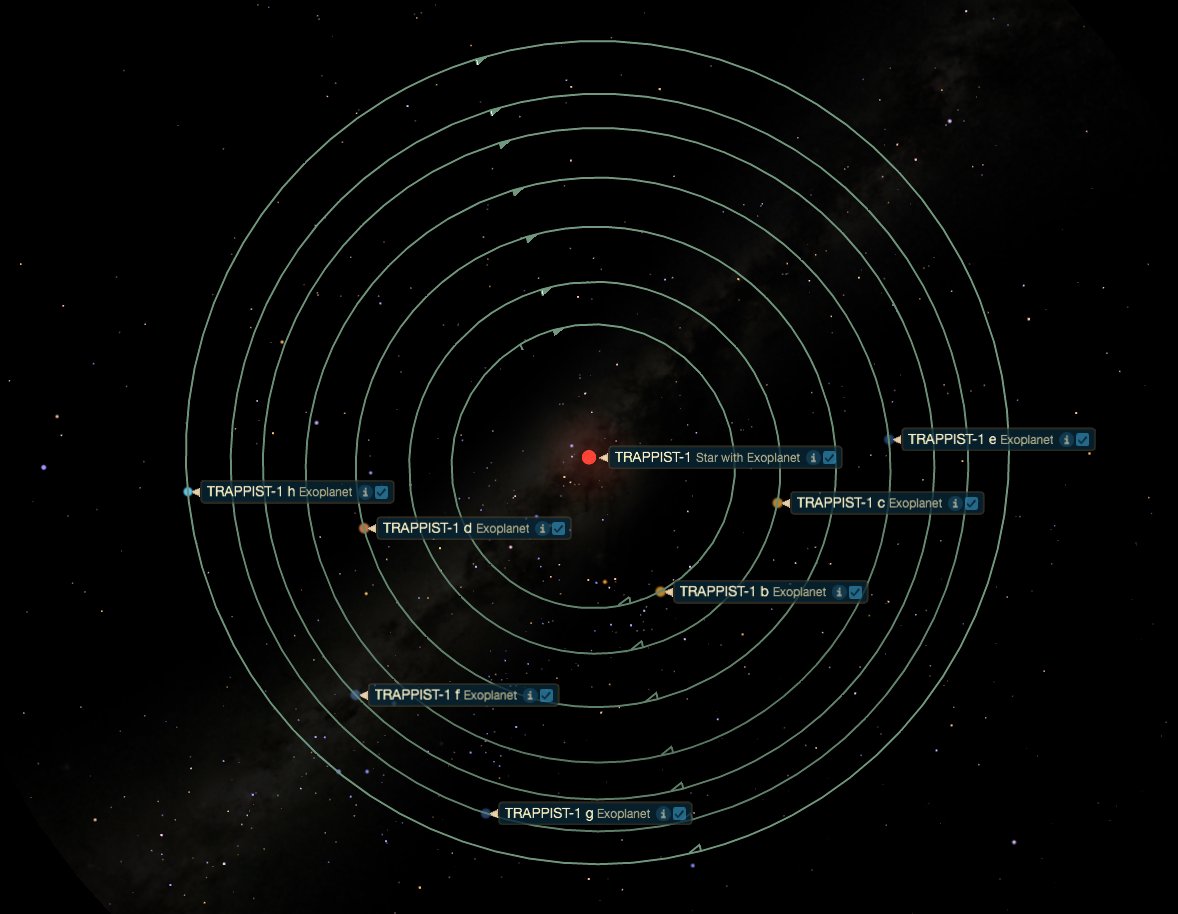 TRAPPIST-1 e Exoplanet i
TRAPPIST-1 Star with Exoplanet i
TRAPPIST-1 h Exoplanet i
TRAPPIST-1 c Exoplanet i
TRAPPIST-1 d Exoplanet i
TRAPPIST-1 b Exoplanet i
TRAPPIST-1 f Exoplanet i
TRAPPIST-1 g Exoplanet i